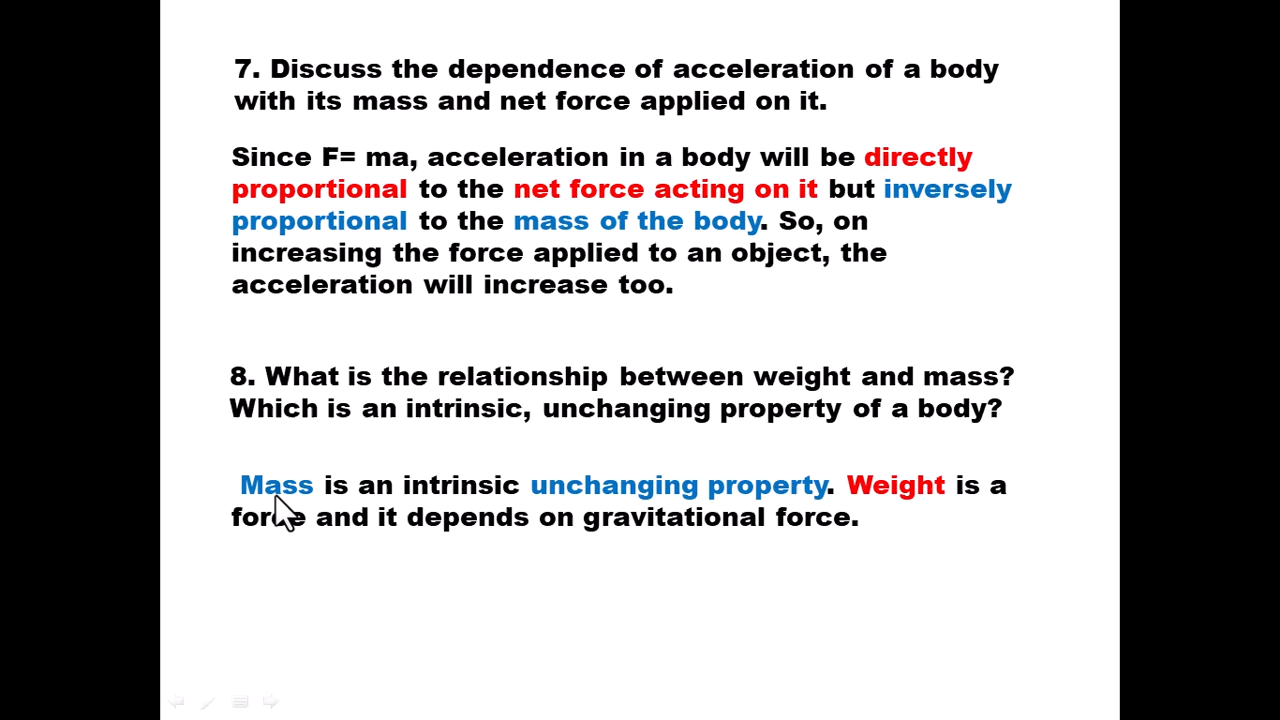 7. Discuss the dependence of acceleration of a body
with its mass and net force applied on it.
Since F= ma, acceleration in a body will be directly
proportional to the net force acting on it but inversely
proportional to the mass of the body. So, on
increasing the force applied to an object, the
acceleration will increase too.
8. What is the relationship between weight and mass?
Which is an intrinsic, unchanging property of a body?
Mass is an intrinsic unchanging property. Weight is a
force and it depends on gravitational force.